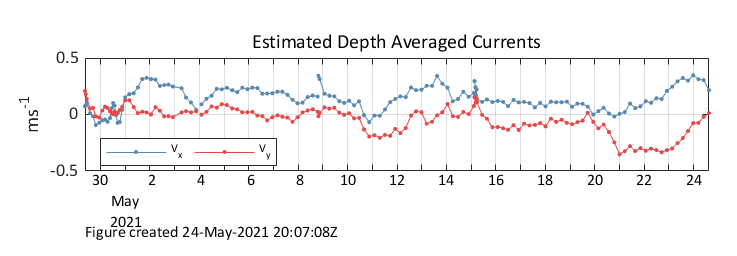 Estimated Depth Averaged Currents
0.5
0
-0.5
ms-1
Vx
Vy
30 2 4 6 8 10 12 14 16 18 20 22 24
May
2021
Figure created 24-May-2021 20:07:08Z